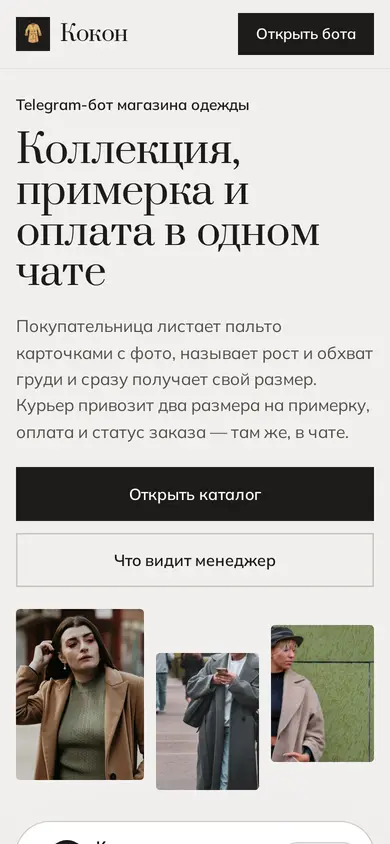 Кокон
Открыть бота
Telegram-бот магазина одежды
Коллекция,
примерка и
оплата в одном
чате
Покупательница листает пальто
карточками с фото, называет рост и обхват
груди и сразу получает свой размер.
Курьер привозит два размера на примерку,
оплата и статус заказа — там же, в чате.
Открыть каталог
Что видит менеджер